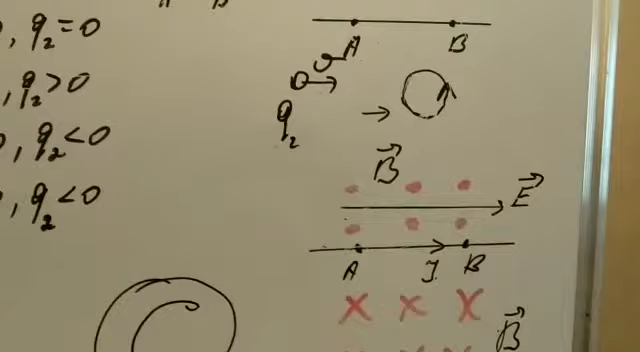 , q₂=0
, q₂>0
, q₂<0
, q₂<0
A B
υ
q₂
B⃗
E⃗
A J B
× × ×
B⃗